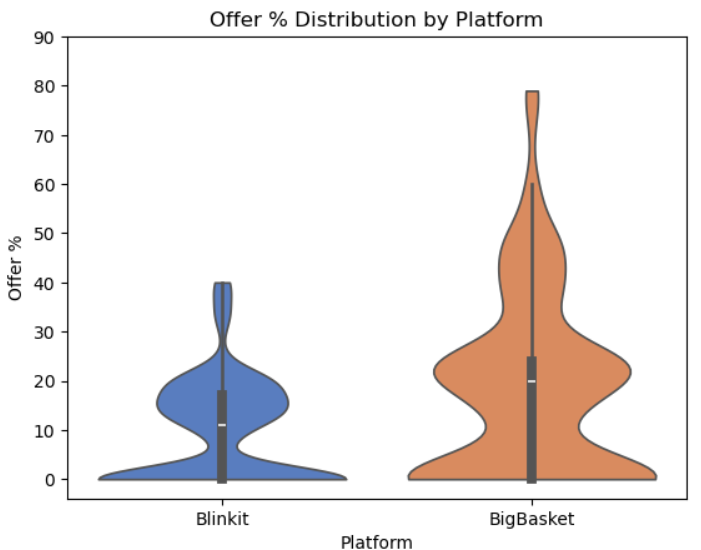 Offer % Distribution by Platform
90
80
70
60
50
40
30
20
10
0
Offer %
Blinkit
BigBasket
Platform